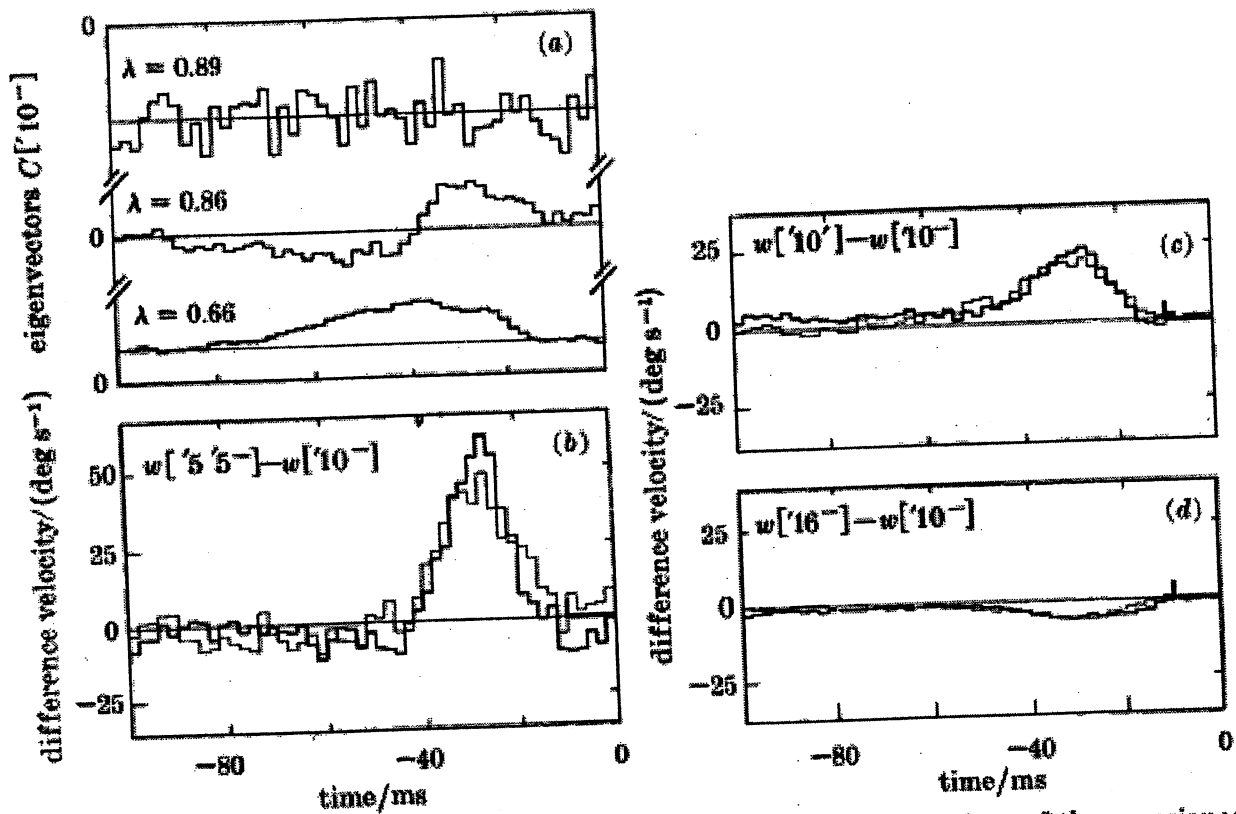 0
(a)
λ = 0.89
eigenvectors C['10⁻]
λ = 0.86
0
λ = 0.66
0
w['5 '5⁻]—w['10⁻]
(b)
difference velocity/(deg s⁻¹)
50
25
0
−25
−80
−40
0
time/ms
w['10']—w['10⁻]
(c)
25
0
−25
difference velocity/(deg s⁻¹)
w['16⁻]—w['10⁻]
(d)
25
0
−25
−80
−40
0
time/ms